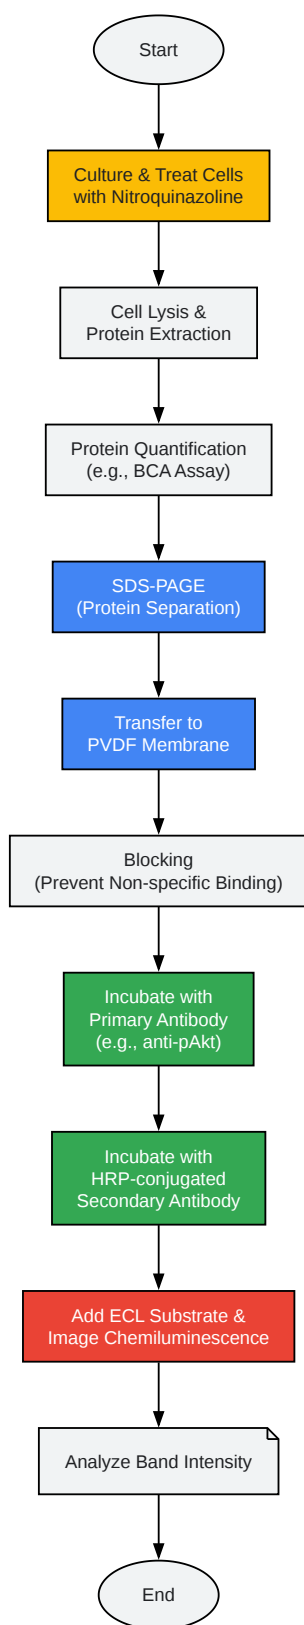 Start
Culture & Treat Cells
with Nitroquinazoline
Cell Lysis &
Protein Extraction
Protein Quantification
(e.g., BCA Assay)
SDS-PAGE
(Protein Separation)
Transfer to
PVDF Membrane
Blocking
(Prevent Non-specific Binding)
Incubate with
Primary Antibody
(e.g., anti-pAkt)
Incubate with
HRP-conjugated
Secondary Antibody
Add ECL Substrate &
Image Chemiluminescence
Analyze Band Intensity
End